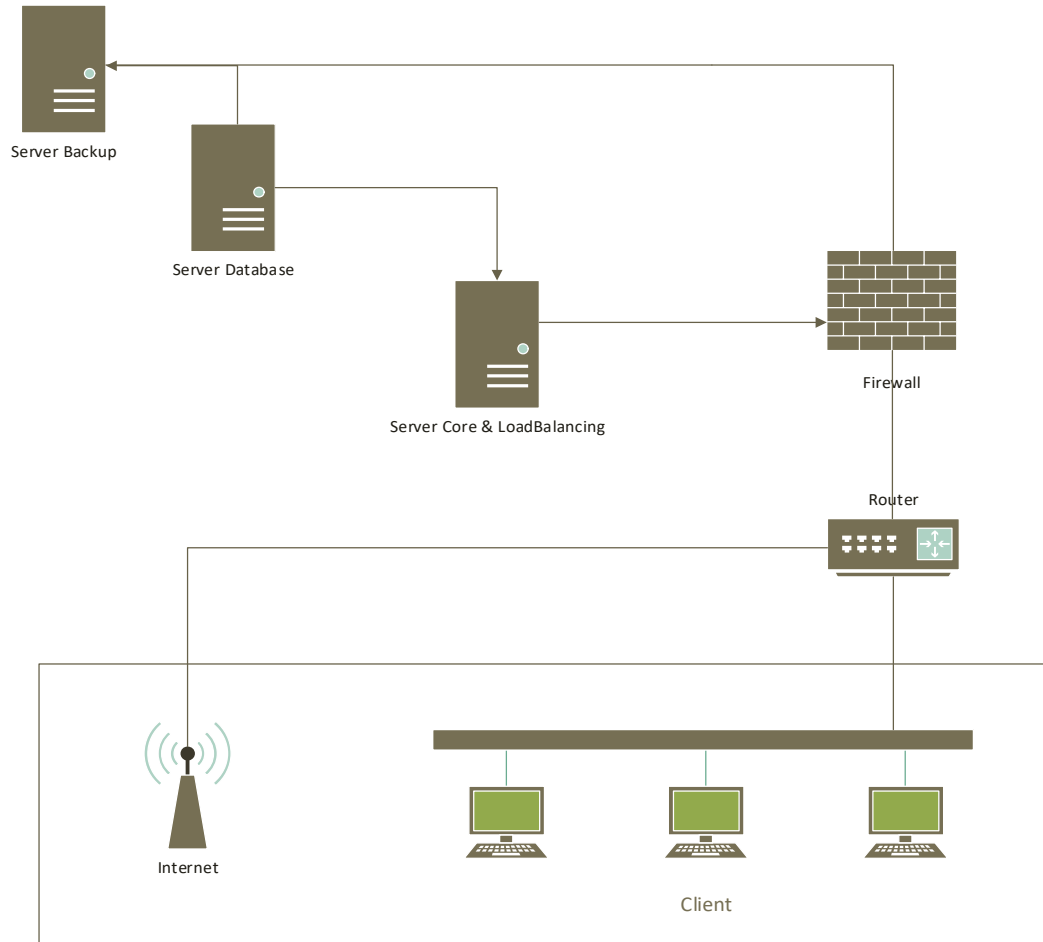 Server Backup
Server Database
Firewall
Server Core & LoadBalancing
Router
Internet
Client